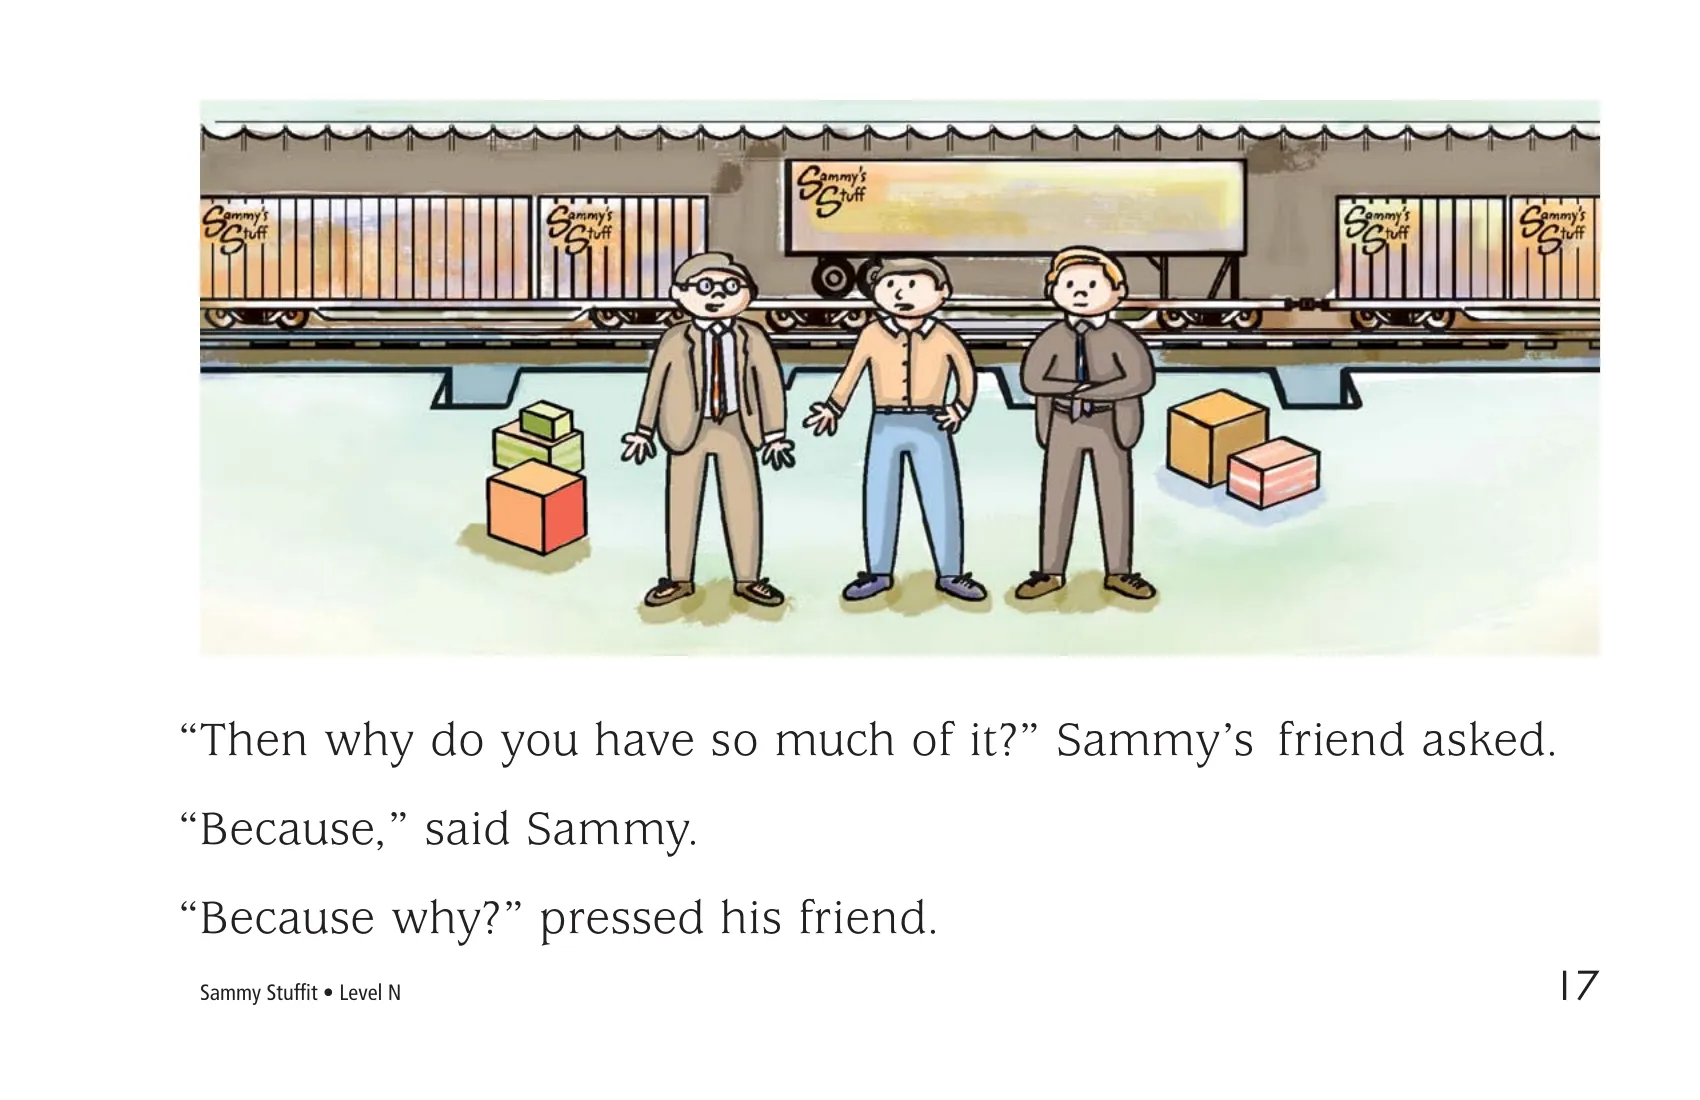 Sammy's
Stuff
Sammy's
Stuff
Sammy's
Stuff
Sammy's
Stuff
Sammy's
Stuff
“Then why do you have so much of it?” Sammy’s friend asked.
“Because,” said Sammy.
“Because why?” pressed his friend.
Sammy Stuffit • Level N
17